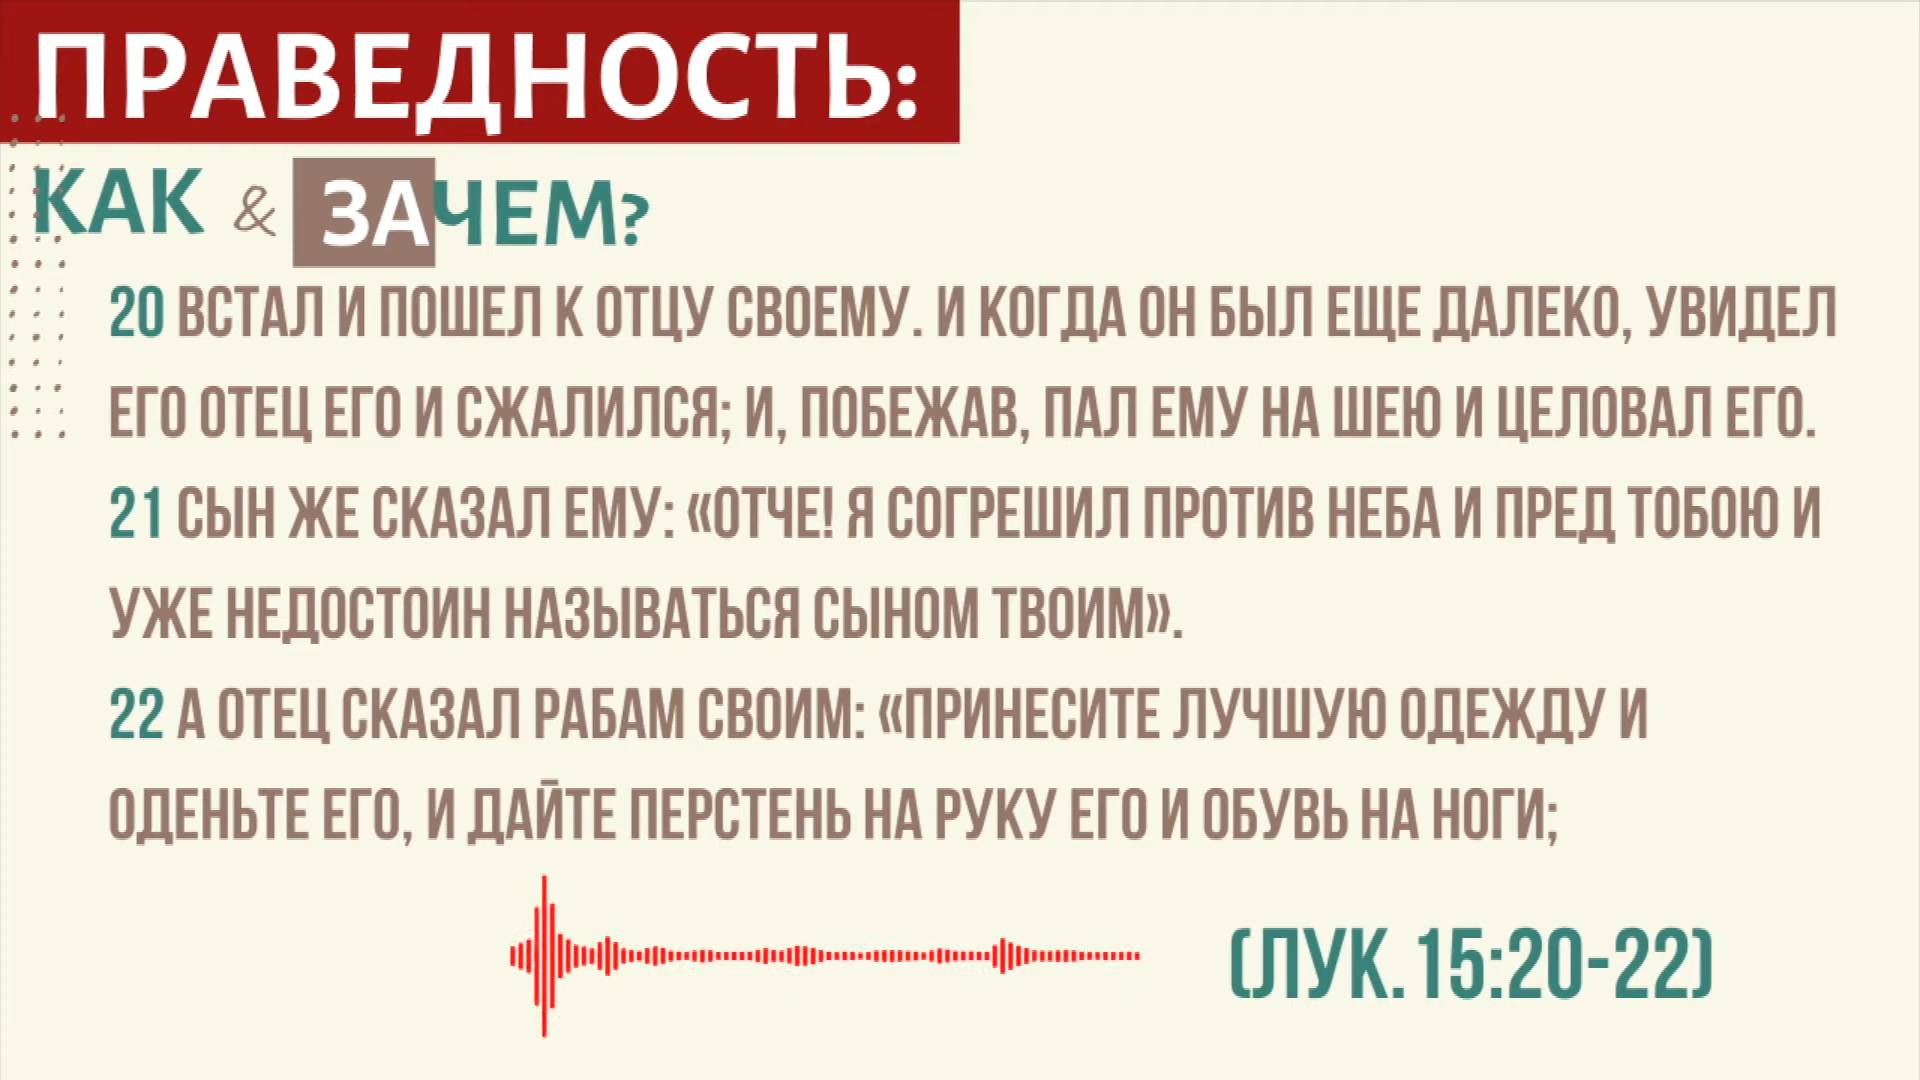 ПРАВЕДНОСТЬ:
КАК & ЗАЧЕМ?
20 ВСТАЛ И ПОШЕЛ К ОТЦУ СВОЕМУ. И КОГДА ОН БЫЛ ЕЩЕ ДАЛЕКО, УВИДЕЛ
ЕГО ОТЕЦ ЕГО И СЖАЛИЛСЯ; И, ПОБЕЖАВ, ПАЛ ЕМУ НА ШЕЮ И ЦЕЛОВАЛ ЕГО.
21 СЫН ЖЕ СКАЗАЛ ЕМУ: «ОТЧЕ! Я СОГРЕШИЛ ПРОТИВ НЕБА И ПРЕД ТОБОЮ И
УЖЕ НЕДОСТОИН НАЗЫВАТЬСЯ СЫНОМ ТВОИМ».
22 А ОТЕЦ СКАЗАЛ РАБАМ СВОИМ: «ПРИНЕСИТЕ ЛУЧШУЮ ОДЕЖДУ И
ОДЕНЬТЕ ЕГО, И ДАЙТЕ ПЕРСТЕНЬ НА РУКУ ЕГО И ОБУВЬ НА НОГИ;
(ЛУК. 15:20-22)